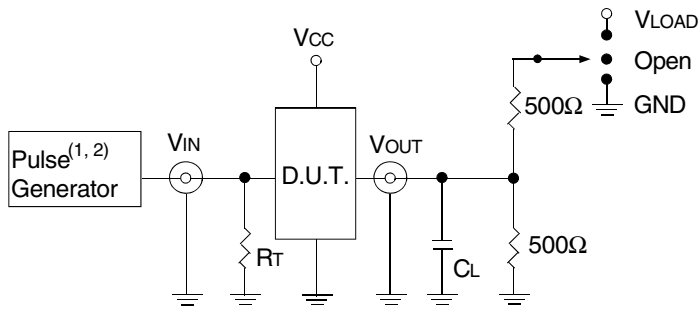 VLOAD
VCC
Open
500Ω
GND
Pulse(1, 2)
Generator
VIN
D.U.T.
VOUT
RT
CL
500Ω